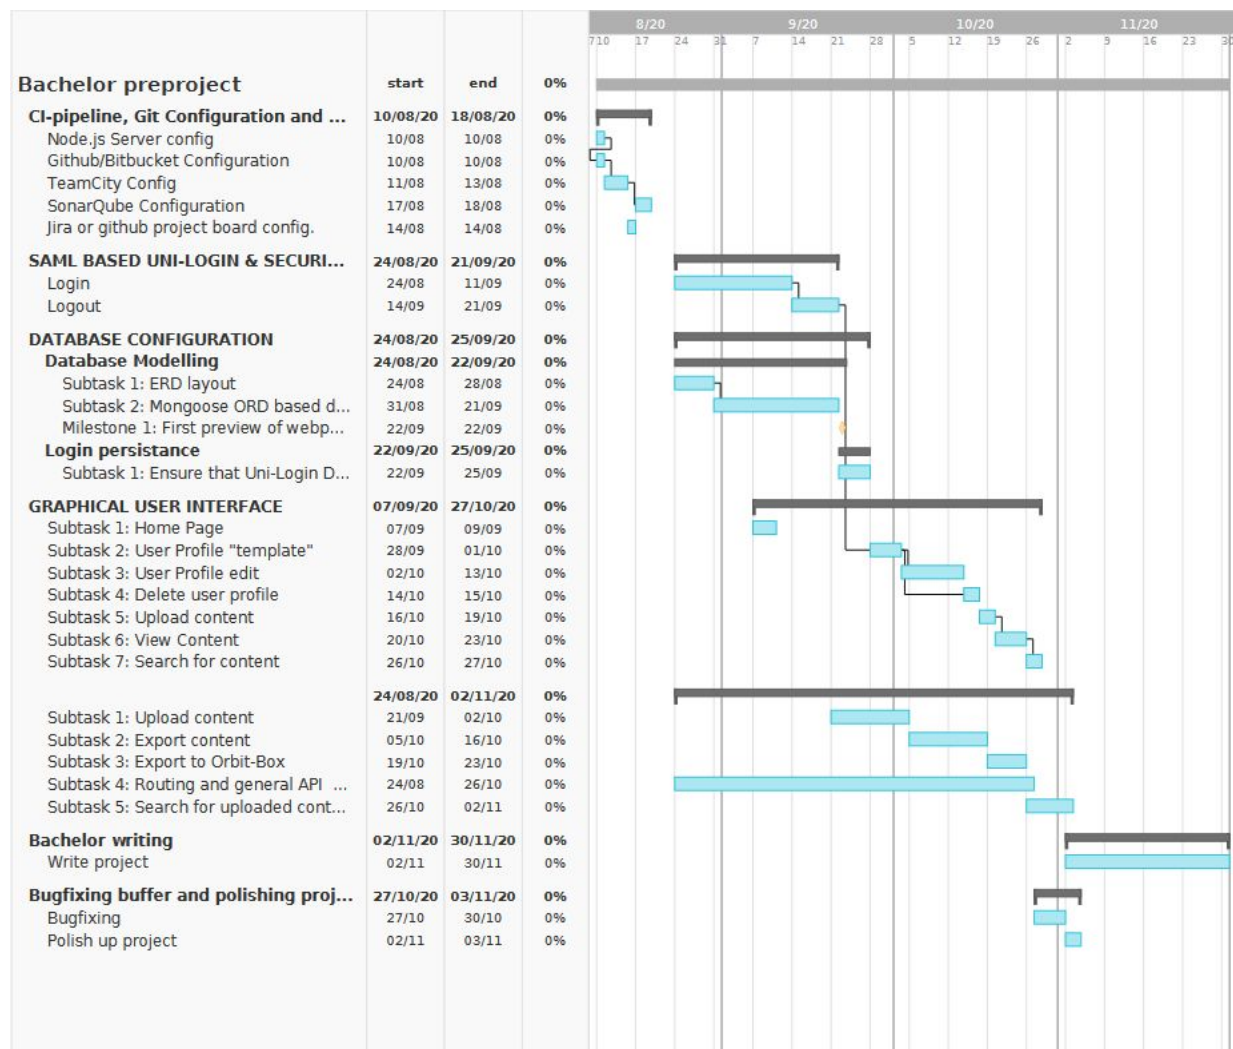 8/20 9/20 10/20 11/20
7 10 17 24 31 7 14 21 28 5 12 19 26 2 9 16 23 30
Bachelor preproject start end 0%
CI-pipeline, Git Configuration and ... 10/08/20 18/08/20 0%
Node.js Server config 10/08 10/08 0%
Github/Bitbucket Configuration 10/08 10/08 0%
TeamCity Config 11/08 13/08 0%
SonarQube Configuration 17/08 18/08 0%
Jira or github project board config. 14/08 14/08 0%
SAML BASED UNI-LOGIN & SECURI... 24/08/20 21/09/20 0%
Login 24/08 11/09 0%
Logout 14/09 21/09 0%
DATABASE CONFIGURATION 24/08/20 25/09/20 0%
Database Modelling 24/08/20 22/09/20 0%
Subtask 1: ERD layout 24/08 28/08 0%
Subtask 2: Mongoose ORD based d... 31/08 21/09 0%
Milestone 1: First preview of webp... 22/09 22/09 0%
Login persistance 22/09/20 25/09/20 0%
Subtask 1: Ensure that Uni-Login D... 22/09 25/09 0%
GRAPHICAL USER INTERFACE 07/09/20 27/10/20 0%
Subtask 1: Home Page 07/09 09/09 0%
Subtask 2: User Profile "template" 28/09 01/10 0%
Subtask 3: User Profile edit 02/10 13/10 0%
Subtask 4: Delete user profile 14/10 15/10 0%
Subtask 5: Upload content 16/10 19/10 0%
Subtask 6: View Content 20/10 23/10 0%
Subtask 7: Search for content 26/10 27/10 0%
24/08/20 02/11/20 0%
Subtask 1: Upload content 21/09 02/10 0%
Subtask 2: Export content 05/10 16/10 0%
Subtask 3: Export to Orbit-Box 19/10 23/10 0%
Subtask 4: Routing and general API ... 24/08 26/10 0%
Subtask 5: Search for uploaded cont... 26/10 02/11 0%
Bachelor writing 02/11/20 30/11/20 0%
Write project 02/11 30/11 0%
Bugfixing buffer and polishing proj... 27/10/20 03/11/20 0%
Bugfixing 27/10 30/10 0%
Polish up project 02/11 03/11 0%